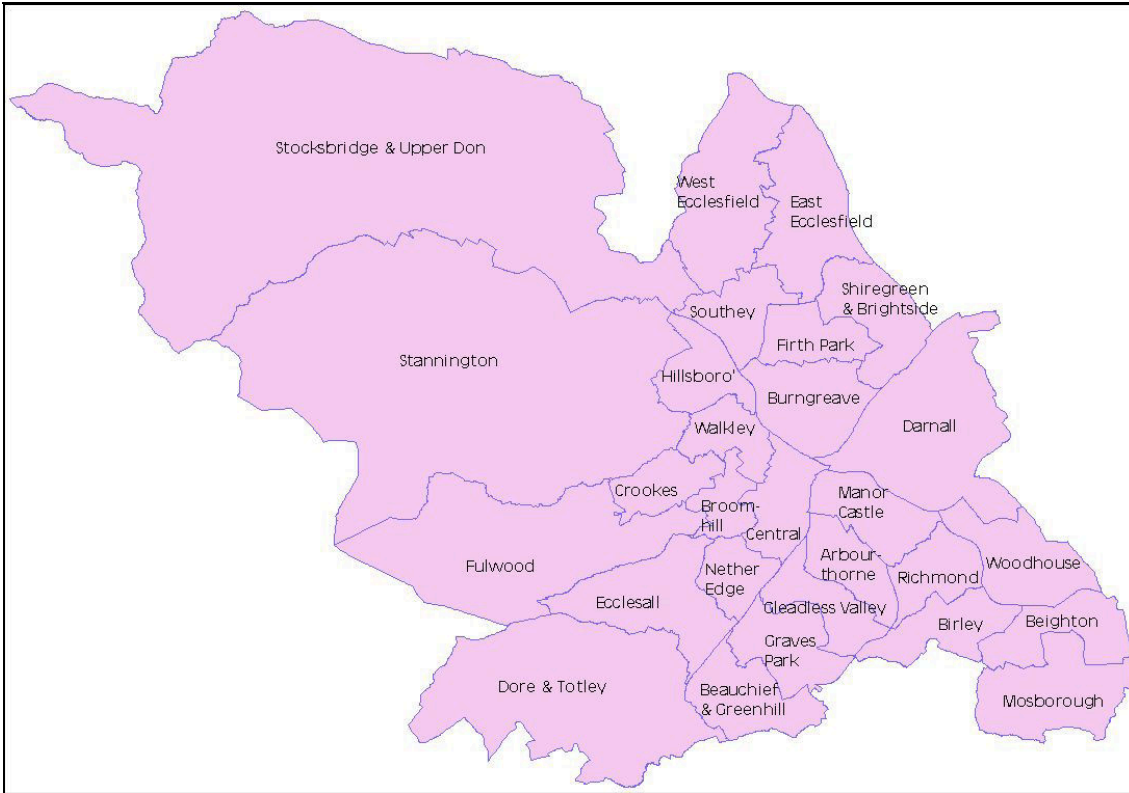 Stocksbridge & Upper Don
West
Ecclesfield
East
Ecclesfield
Shiregreen
& Brightside
Southey
Firth Park
Stannington
Hillsboro'
Burngreave
Walkley
Darnall
Crookes
Manor
Castle
Broom-
hill
Central
Fulwood
Nether
Edge
Arbour-
thorne
Richmond
Woodhouse
Ecclesall
Gleadless Valley
Birley
Beighton
Graves
Park
Dore & Totley
Beauchief
& Greenhill
Mosborough